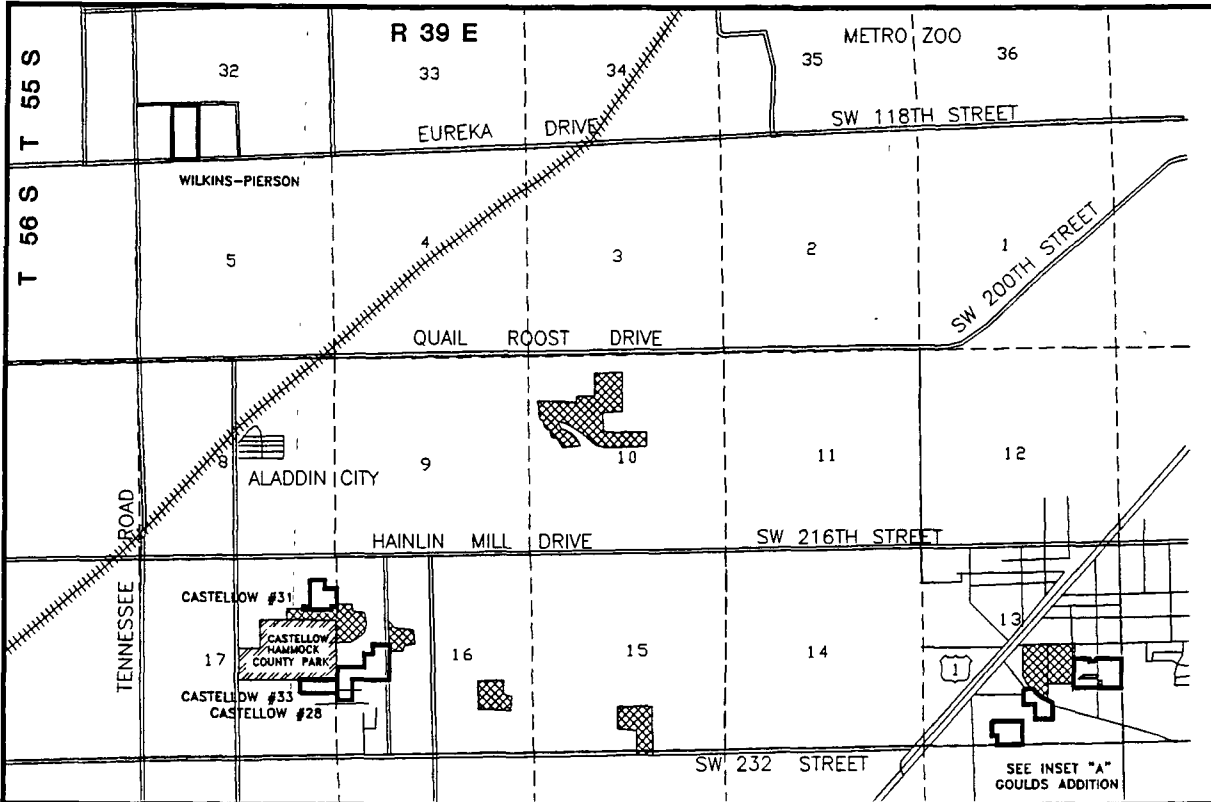 R 39 E
METRO ZOO
T 55 S
32
33
34
35
36
EUREKA DRIVE
SW 118TH STREET
WILKINS-PIERSON
T 56 S
5
4
3
2
1
SW 200TH STREET
QUAIL ROOST DRIVE
8
ALADDIN CITY
9
10
11
12
TENNESSEE ROAD
HAINLIN MILL DRIVE
SW 216TH STREET
CASTELLOW #31
CASTELLOW
HAMMOCK
COUNTY PARK
17
16
15
14
13
1
CASTELLOW #33
CASTELLOW #28
SW 232 STREET
SEE INSET "A"
GOULDS ADDITION